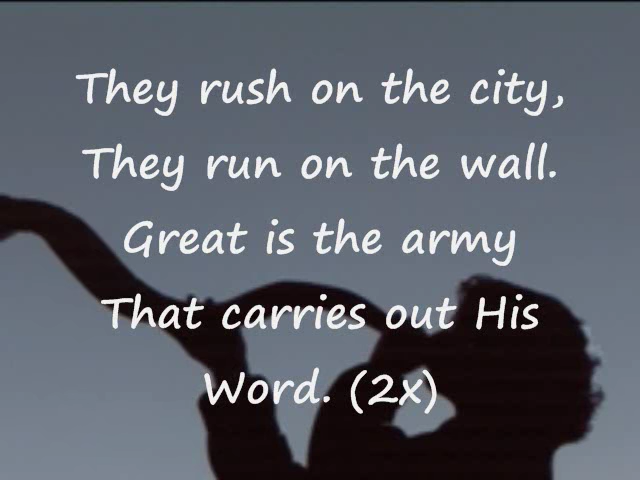 They rush on the city,
They run on the wall.
Great is the army
That carries out His
Word. (2x)